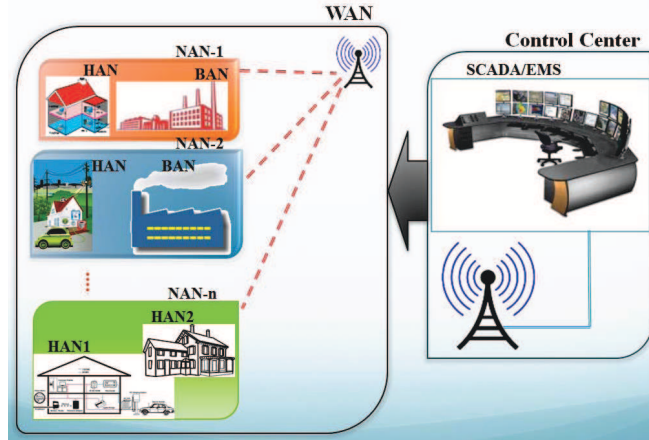 WAN
NAN-1
HAN
BAN
NAN-2
HAN
BAN
NAN-n
HAN1
HAN2
Control Center
SCADA/EMS